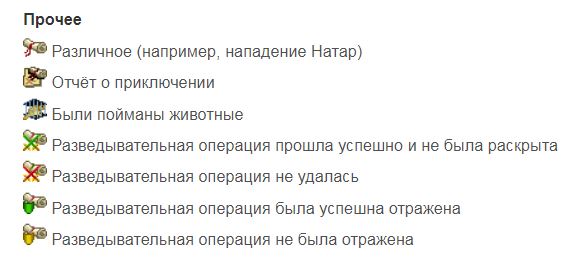 Прочее
Различное (например, нападение Натар)
Отчёт о приключении
Были пойманы животные
Разведывательная операция прошла успешно и не была раскрыта
Разведывательная операция не удалась
Разведывательная операция была успешна отражена
Разведывательная операция не была отражена